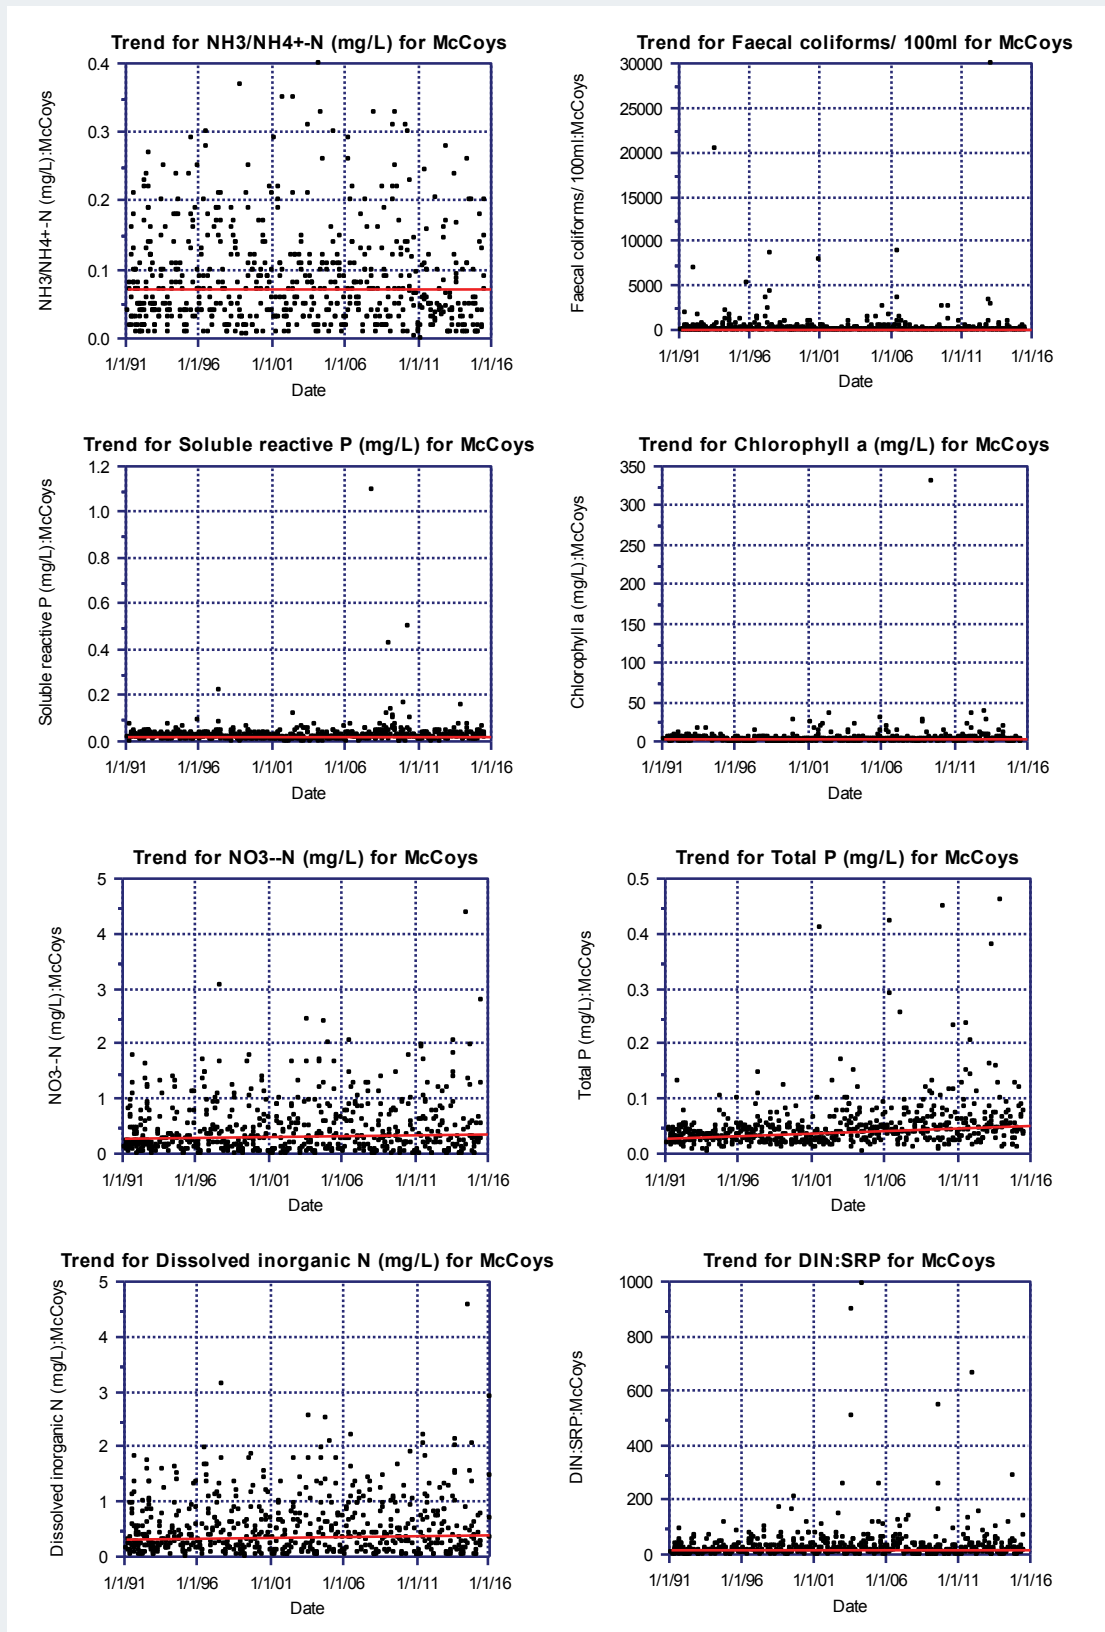 Trend for NH3/NH4+-N (mg/L) for McCoys
NH3/NH4+-N (mg/L):McCoys
0.4
0.3
0.2
0.1
0.0
1/1/91 1/1/96 1/1/01 1/1/06 1/1/11 1/1/16
Date
Trend for Faecal coliforms/ 100ml for McCoys
Faecal coliforms/ 100ml:McCoys
30000
25000
20000
15000
10000
5000
0
1/1/91 1/1/96 1/1/01 1/1/06 1/1/11 1/1/16
Date
Trend for Soluble reactive P (mg/L) for McCoys
Soluble reactive P (mg/L):McCoys
1.2
1.0
0.8
0.6
0.4
0.2
0.0
1/1/91 1/1/96 1/1/01 1/1/06 1/1/11 1/1/16
Date
Trend for Chlorophyll a (mg/L) for McCoys
Chlorophyll a (mg/L):McCoys
350
300
250
200
150
100
50
0
1/1/91 1/1/96 1/1/01 1/1/06 1/1/11 1/1/16
Date
Trend for NO3--N (mg/L) for McCoys
NO3--N (mg/L):McCoys
5
4
3
2
1
0
1/1/91 1/1/96 1/1/01 1/1/06 1/1/11 1/1/16
Date
Trend for Total P (mg/L) for McCoys
Total P (mg/L):McCoys
0.5
0.4
0.3
0.2
0.1
0.0
1/1/91 1/1/96 1/1/01 1/1/06 1/1/11 1/1/16
Date
Trend for Dissolved inorganic N (mg/L) for McCoys
Dissolved inorganic N (mg/L):McCoys
5
4
3
2
1
0
1/1/91 1/1/96 1/1/01 1/1/06 1/1/11 1/1/16
Date
Trend for DIN:SRP for McCoys
DIN:SRP:McCoys
1000
800
600
400
200
0
1/1/91 1/1/96 1/1/01 1/1/06 1/1/11 1/1/16
Date